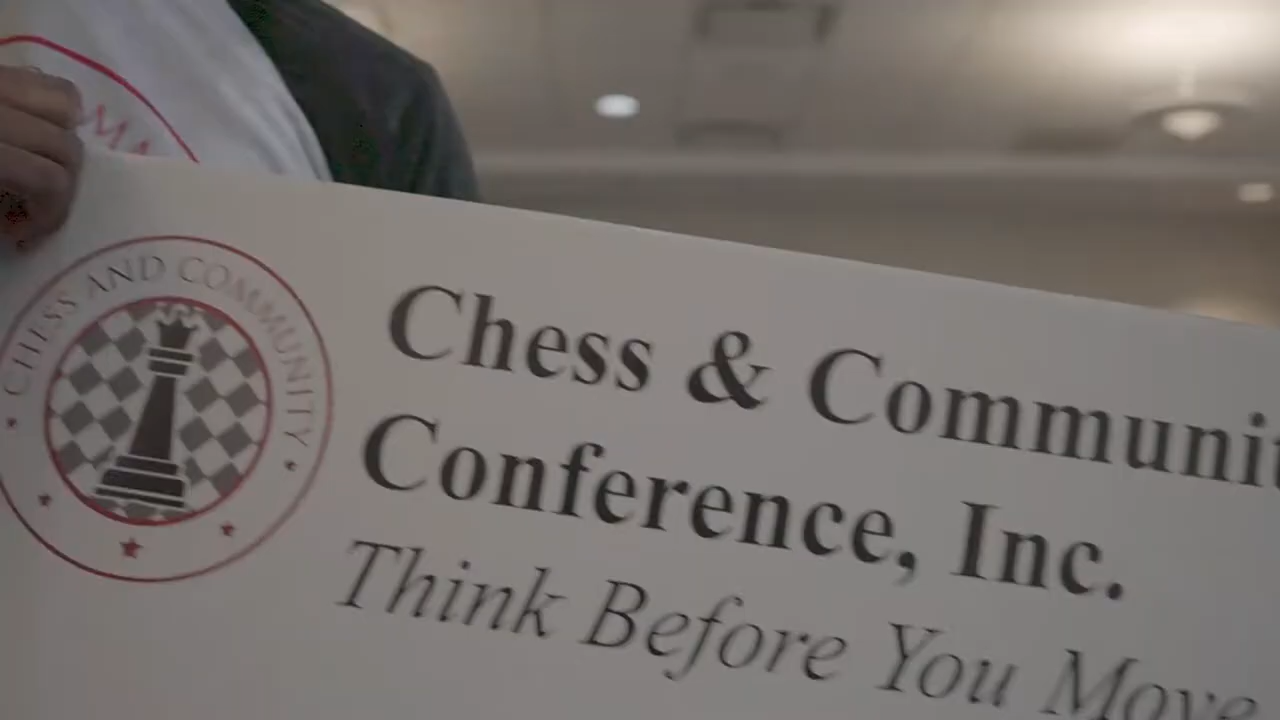 CHESS AND COMMUNITY
Chess & Communi
Conference, Inc.
Think Before You Move